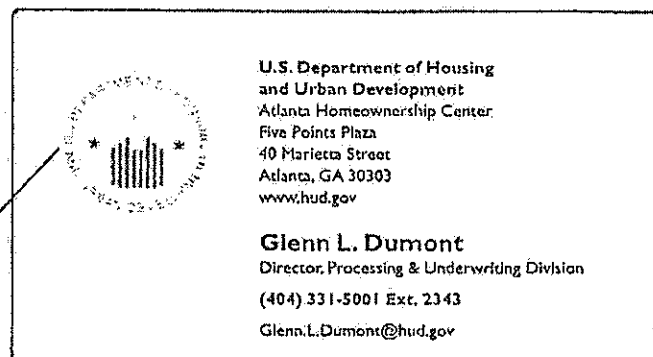 U.S. Department of Housing
and Urban Development
Atlanta Homeownership Center
Five Points Plaza
40 Marietta Street
Atlanta, GA 30303
www.hud.gov
Glenn L. Dumont
Director, Processing & Underwriting Division
(404) 331-5001 Ext. 2343
Glenn.L.Dumont@hud.gov